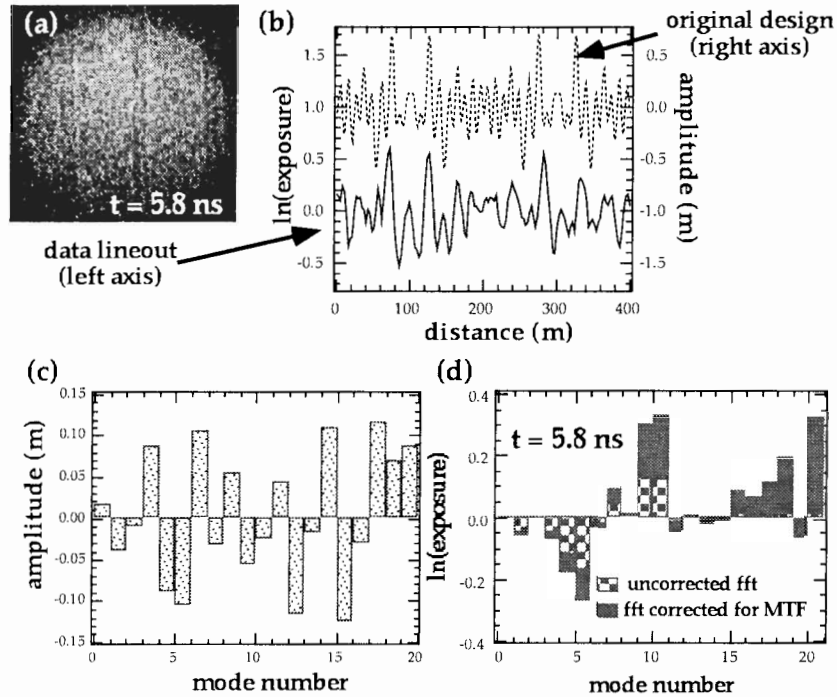 (a)
t = 5.8 ns
(b)
original design
(right axis)
ln(exposure)
1.5
1.0
0.5
0.0
-0.5
amplitude (m)
0.5
0.0
-0.5
-1.0
-1.5
0 100 200 300 400
distance (m)
data lineout
(left axis)
(c)
amplitude (m)
0.15
0.10
0.05
0.00
-0.05
-0.10
0.15
0 5 10 15 20
mode number
(d)
ln(exposure)
0.4
0.2
0.0
-0.2
-0.4
t = 5.8 ns
uncorrected fft
fft corrected for MTF
0 5 10 15 20
mode number